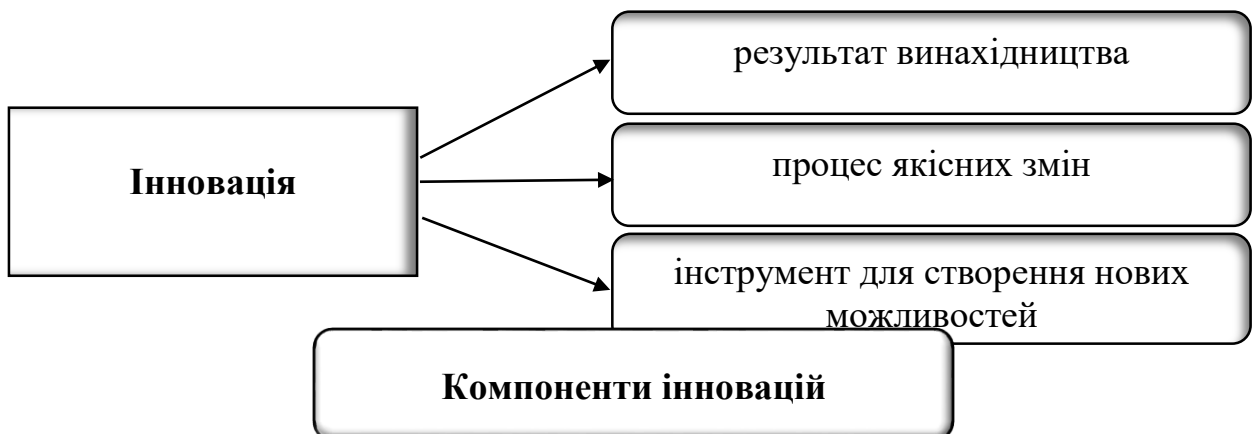 результат винахідництва
Інновація
процес якісних змін
інструмент для створення нових
можливостей
Компоненти інновацій